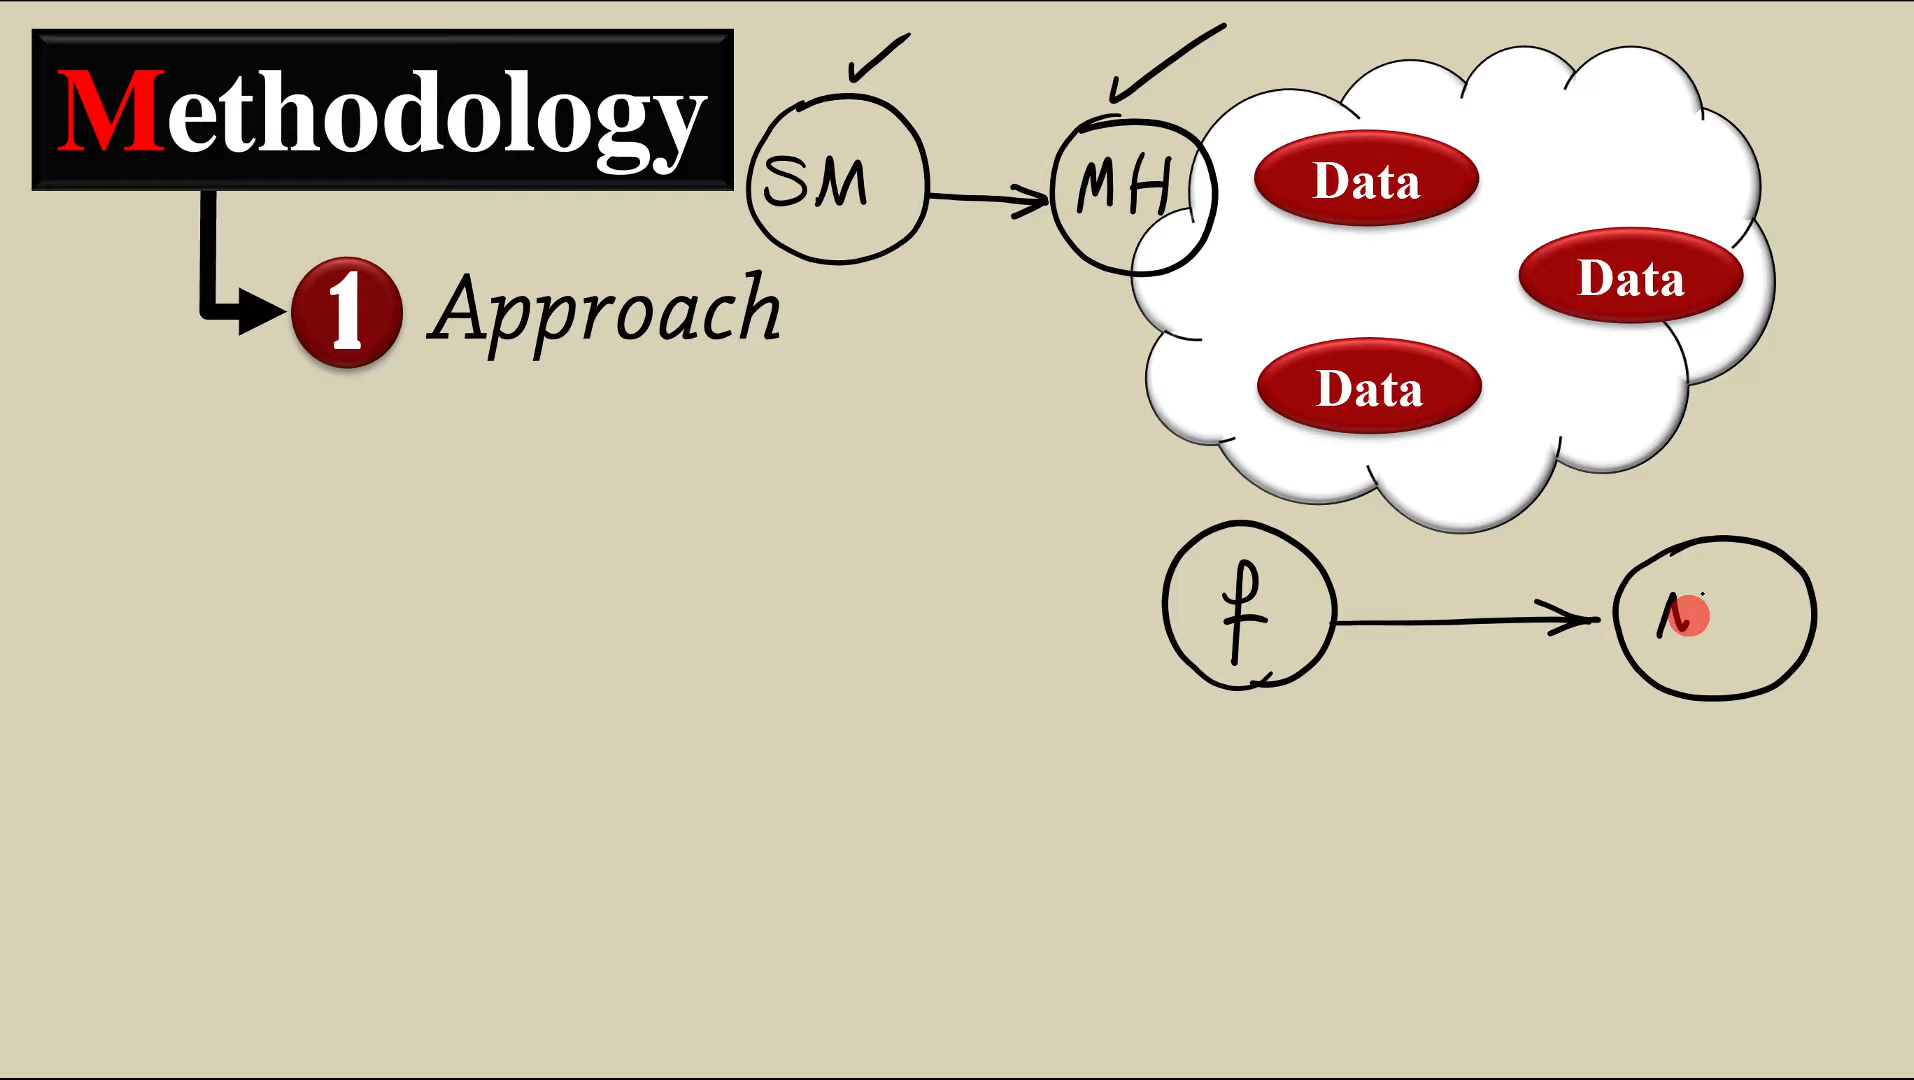 Methodology
SM
MH
Data
Data
1 Approach
Data
f